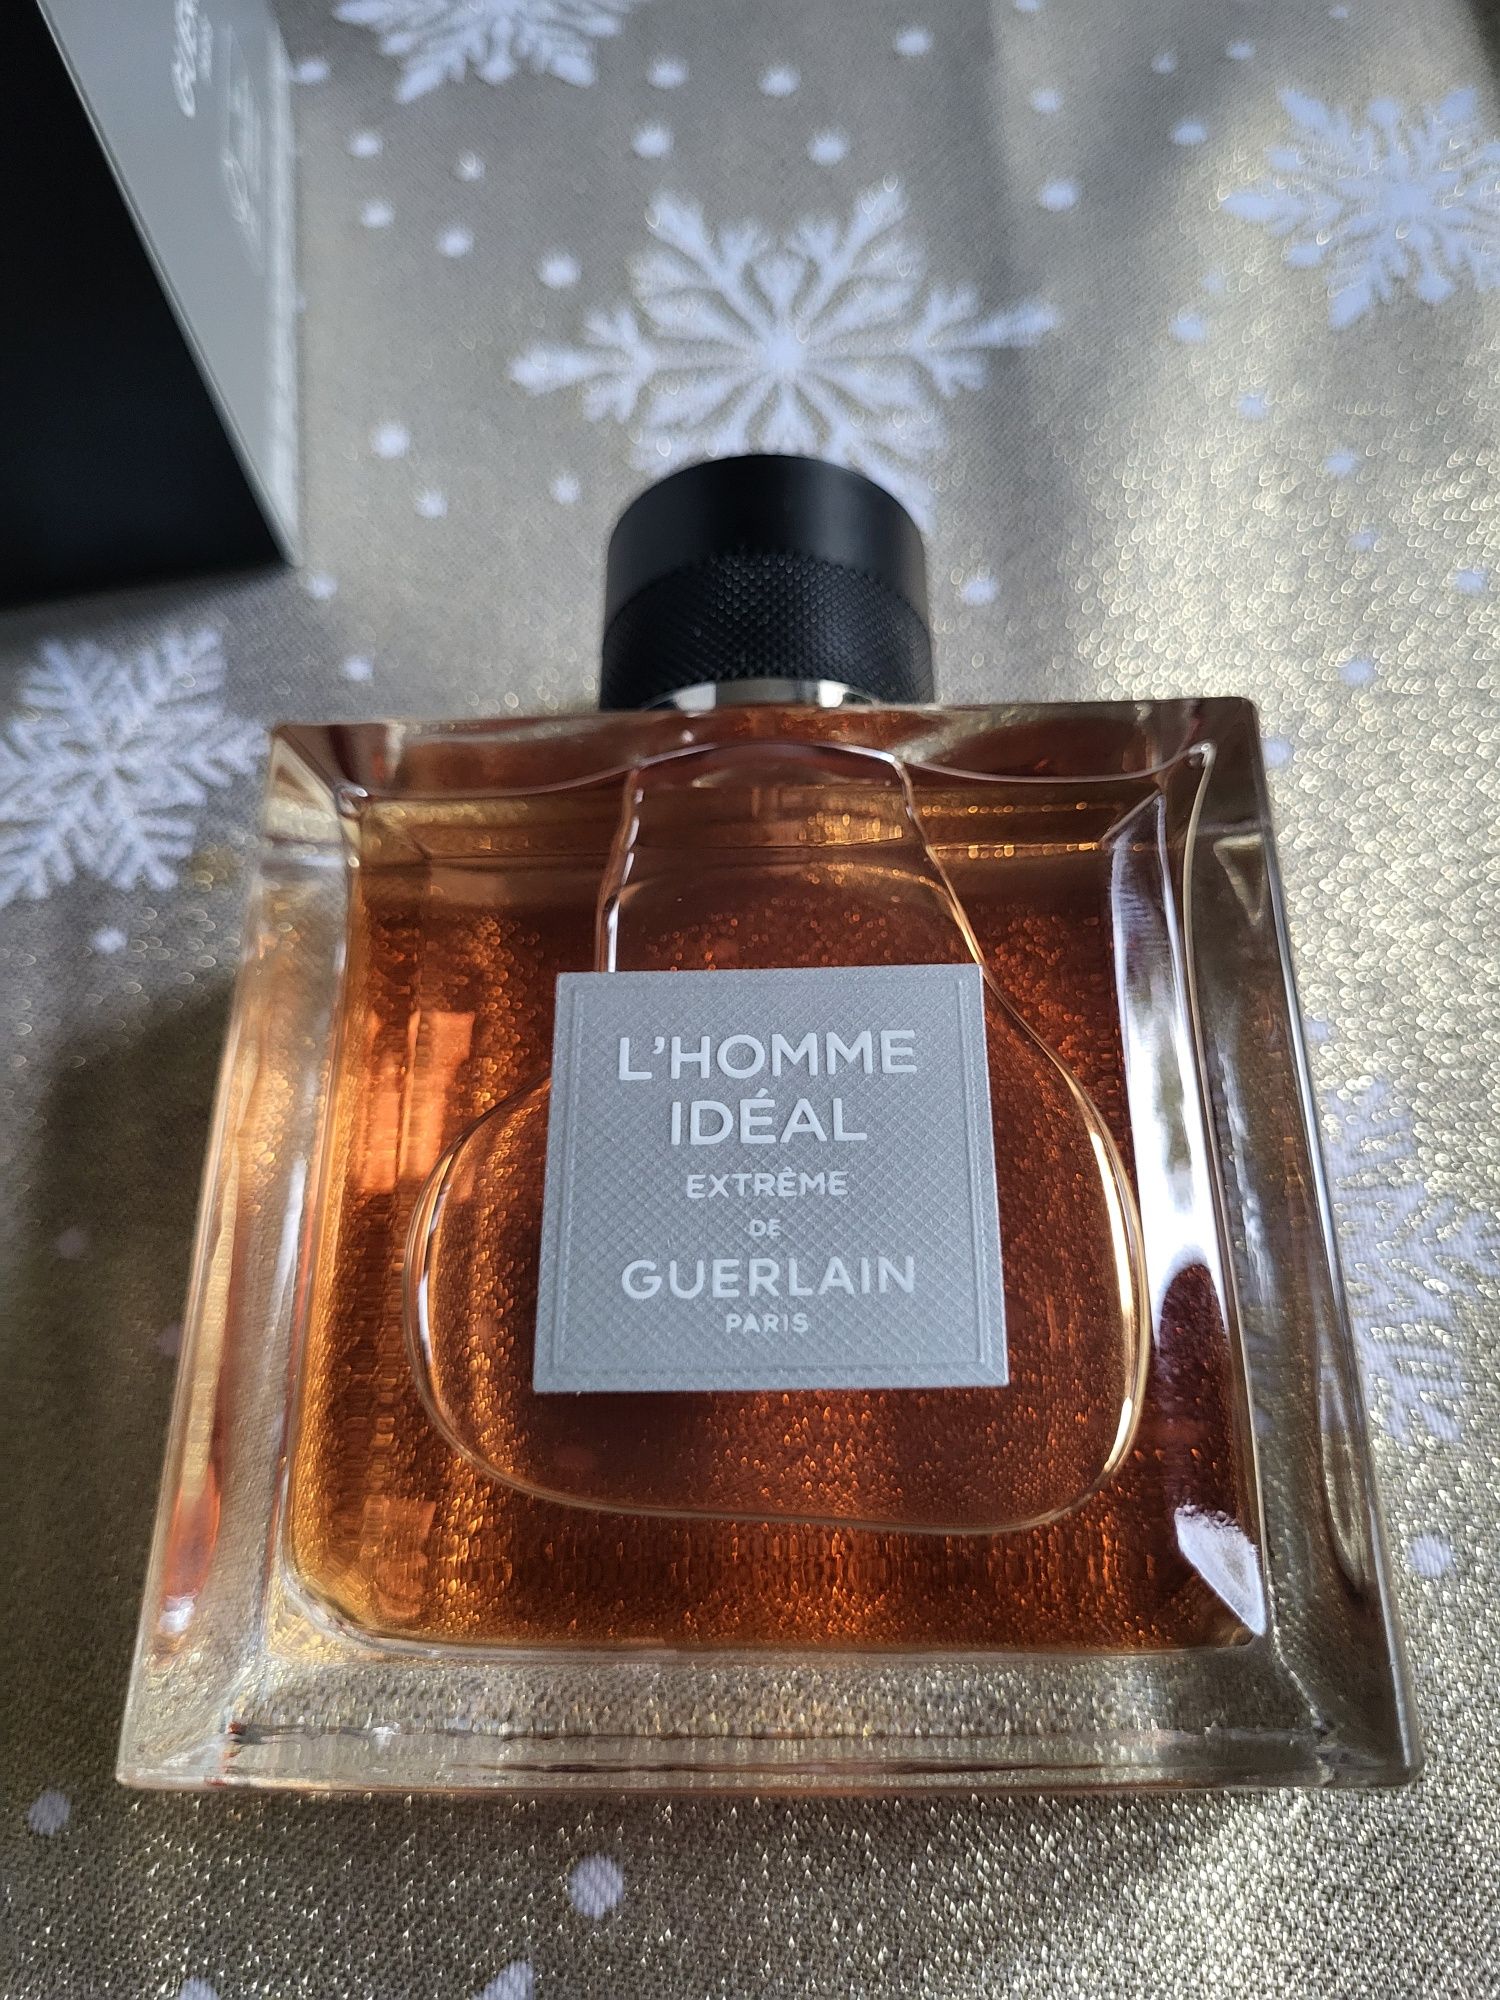 L'HOMME
IDÉAL
EXTRÊME
DE
GUERLAIN
PARIS